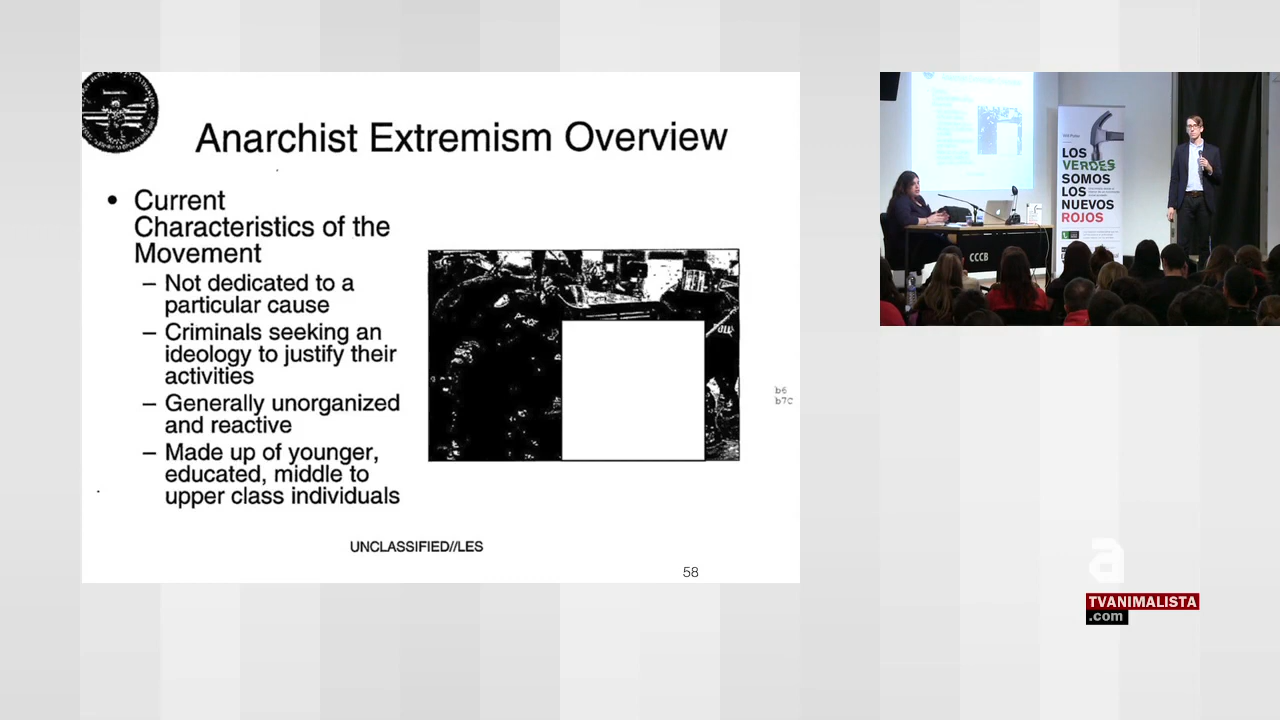 Anarchist Extremism Overview
• Current
Characteristics of the
Movement
– Not dedicated to a
particular cause
– Criminals seeking an
ideology to justify their
activities
– Generally unorganized
and reactive
– Made up of younger,
educated, middle to
upper class individuals
b6
b7C
UNCLASSIFIED//LES
58
LOS
VERDES
SOMOS
LOS
NUEVOS
ROJOS
CCCB
a
TVANIMALISTA
.com